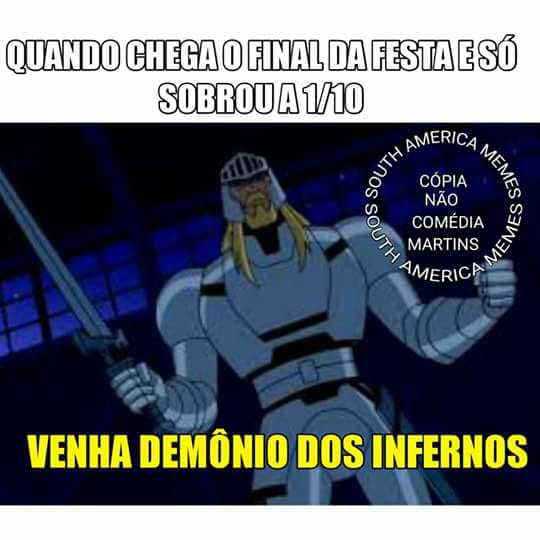 QUANDO CHEGA O FINAL DA FESTA E SÓ
SOBROU A 1/10
SOUTH AMERICA MEMES
CÓPIA
NÃO
COMÉDIA
MARTINS
SOUTH AMERICA MEMES
VENHA DEMÔNIO DOS INFERNOS